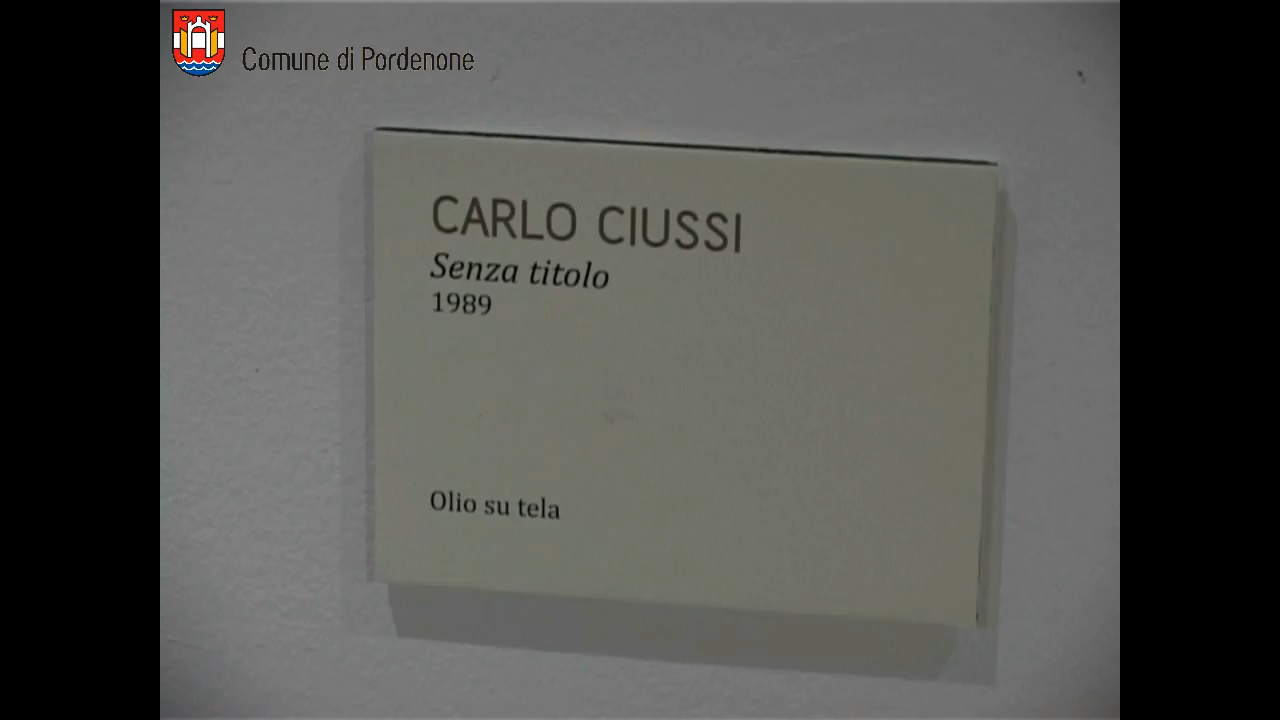 Comune di Pordenone
CARLO CIUSSI
Senza titolo
1989
Olio su tela